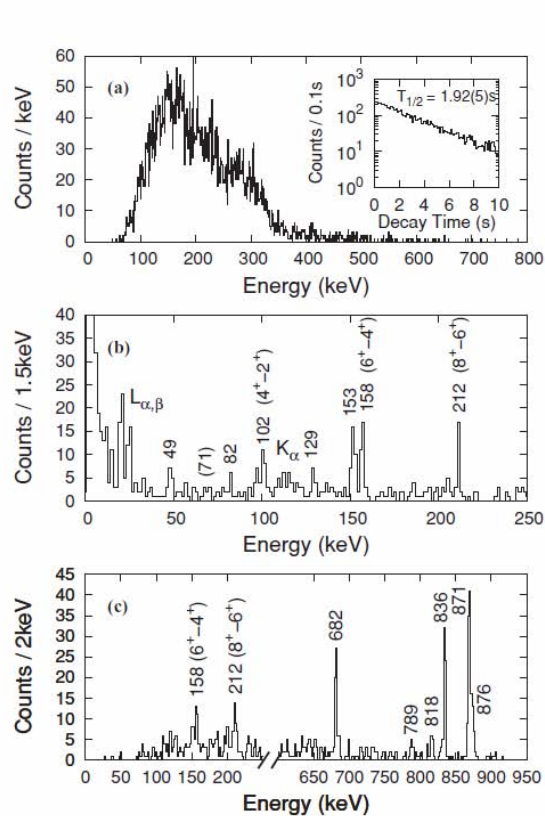 60
50
40
30
20
10
0
Counts / keV
(a)
10³
10²
10¹
10⁰
Counts / 0.1s
T1/2 = 1.92(5)s
0 2 4 6 8 10
Decay Time (s)
0 100 200 300 400 500 600 700 800
Energy (keV)
40
35
30
25
20
15
10
5
0
Counts / 1.5keV
(b)
Lα,β
49
(71)
82
102 (4⁺–2⁺)
Kα
129
153
158 (6⁺–4⁺)
212 (8⁺–6⁺)
0 50 100 150 200 250
Energy (keV)
45
40
35
30
25
20
15
10
5
0
Counts / 2keV
(c)
158 (6⁺–4⁺)
212 (8⁺–6⁺)
682
789
818
836
871
876
0 50 100 150 200 650 700 750 800 850 900 950
Energy (keV)